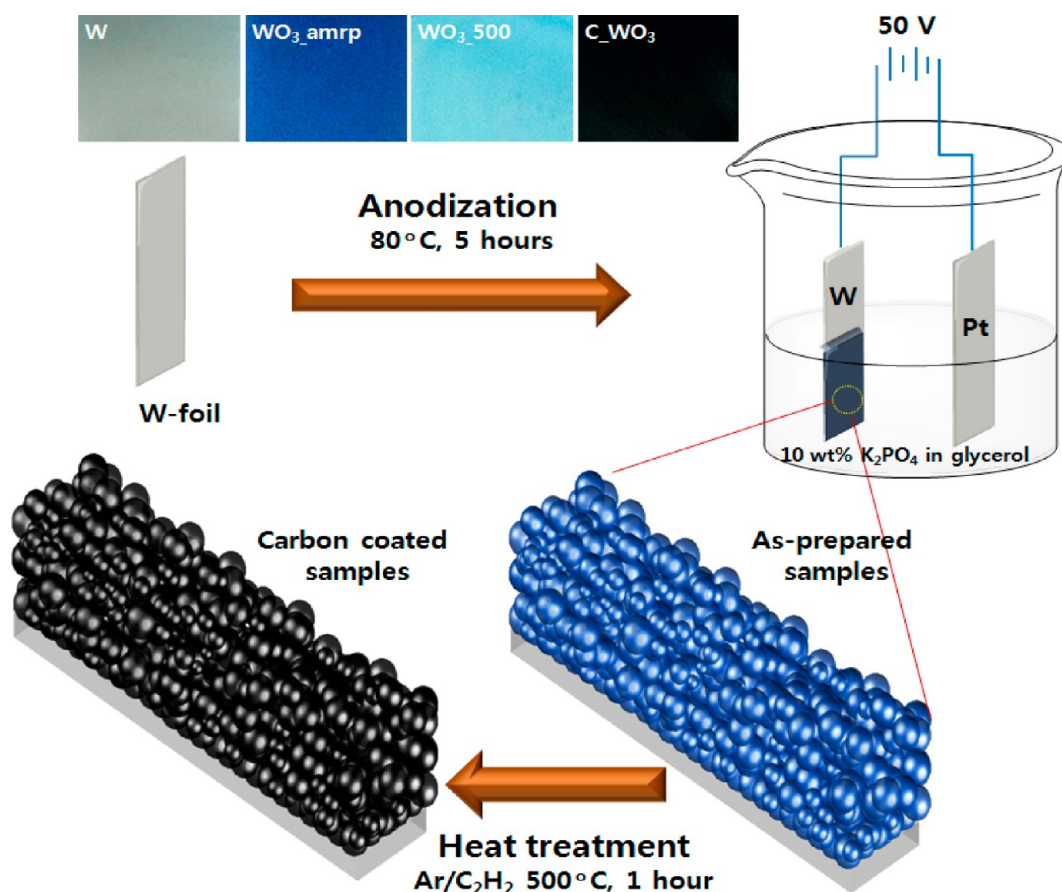 W
WO₃_amrp
WO₃_500
C_WO₃
50 V
Anodization
80°C, 5 hours
W
Pt
W-foil
10 wt% K₂PO₄ in glycerol
Carbon coated
samples
As-prepared
samples
Heat treatment
Ar/C₂H₂ 500°C, 1 hour